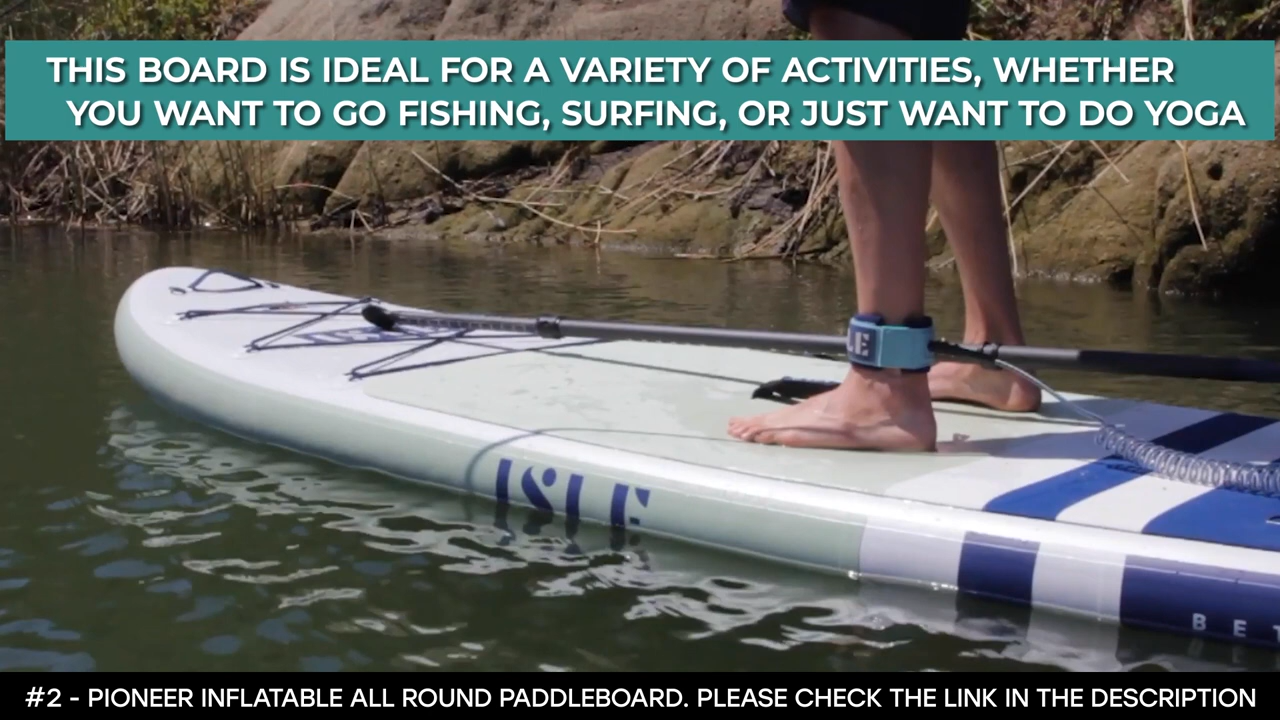 THIS BOARD IS IDEAL FOR A VARIETY OF ACTIVITIES, WHETHER
YOU WANT TO GO FISHING, SURFING, OR JUST WANT TO DO YOGA
ISLE
#2 - PIONEER INFLATABLE ALL ROUND PADDLEBOARD. PLEASE CHECK THE LINK IN THE DESCRIPTION